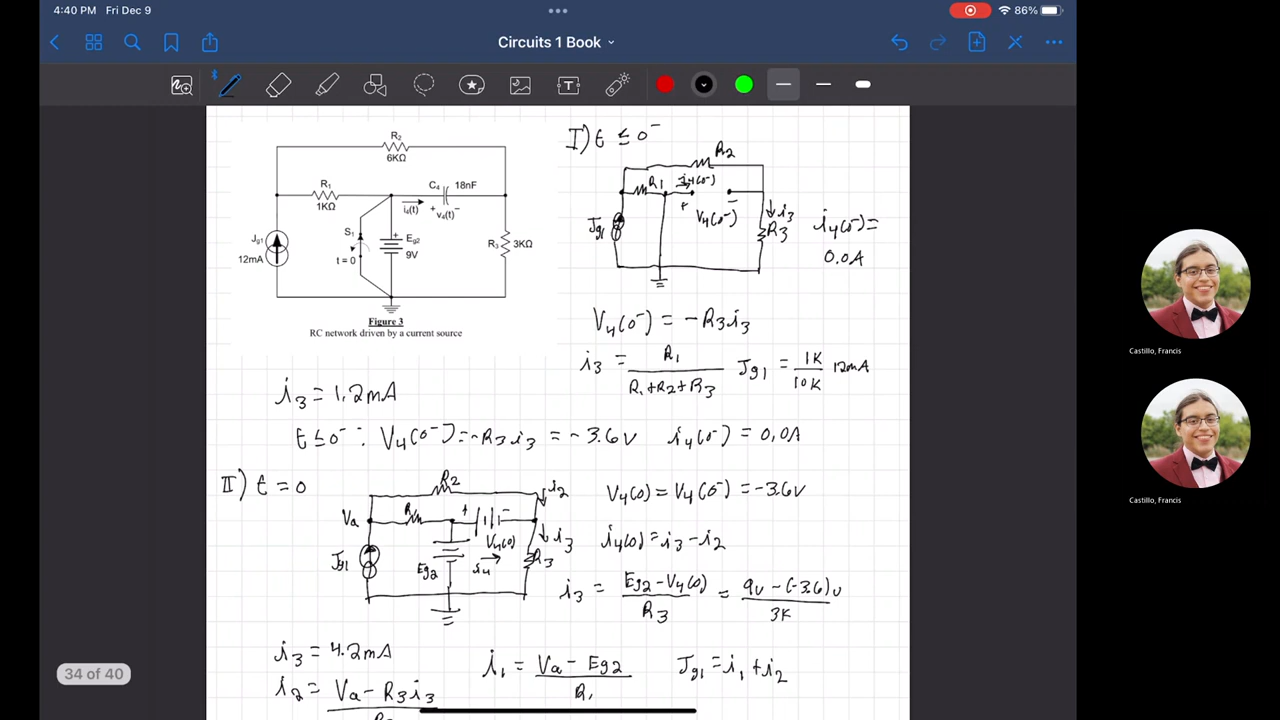 4:40 PM Fri Dec 9
86%
Circuits 1 Book
R2
6KΩ
R1
1KΩ
C4 18nF
i4(t)
+ v4(t) −
S1
t = 0
+
Eg2
9V
Jg1
12mA
R3 3KΩ
Figure 3
RC network driven by a current source
I) t ≤ 0⁻
R2
R1
i4(0⁻)
+ V4(0⁻) −
Jg1
i3
R3
i4(0⁻) =
0.0A
V4(0⁻) = −R3i3
i3 = R1 / (R1+R2+R3) Jg1 = 1K / 10K 12mA
i3 = 1.2mA
t ≤ 0⁻ : V4(0⁻) = −R3i3 = −3.6V i4(0⁻) = 0.0A
II) t = 0
R2
i2
Va
R1
+ −
V4(0)
i3
Jg1
Eg2
i4
R3
V4(0) = V4(0⁻) = −3.6V
i4(0) = i3 − i2
i3 = (Eg2 − V4(0)) / R3 = (9V − (−3.6)V) / 3K
i3 = 4.2mA
i1 = (Va − Eg2) / R1
Jg1 = i1 + i2
i2 = Va − R3i3
34 of 40
Castillo, Francis
Castillo, Francis